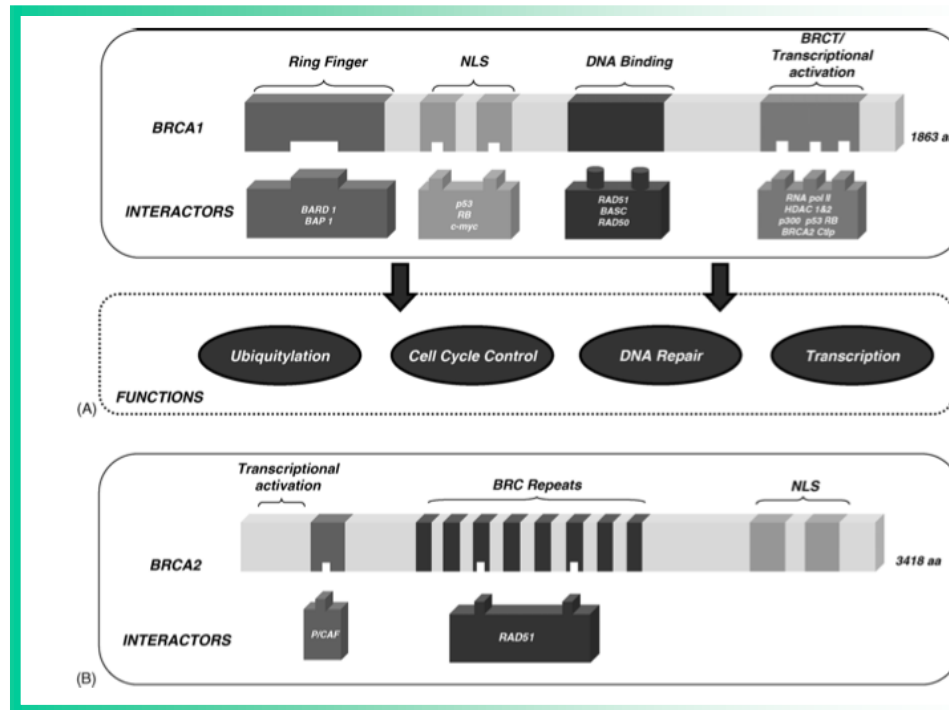 Ring Finger
NLS
DNA Binding
BRCT/
Transcriptional
activation
BRCA1
1863 a
INTERACTORS
BARD 1
BAP 1
p53
RB
c-myc
RAD51
BASC
RAD50
RNA pol II
HDAC 1&2
p300 p53 RB
BRCA2 CtIp
Ubiquitylation
Cell Cycle Control
DNA Repair
Transcription
FUNCTIONS
(A)
Transcriptional
activation
BRC Repeats
NLS
BRCA2
3418 aa
INTERACTORS
P/CAF
RAD51
(B)